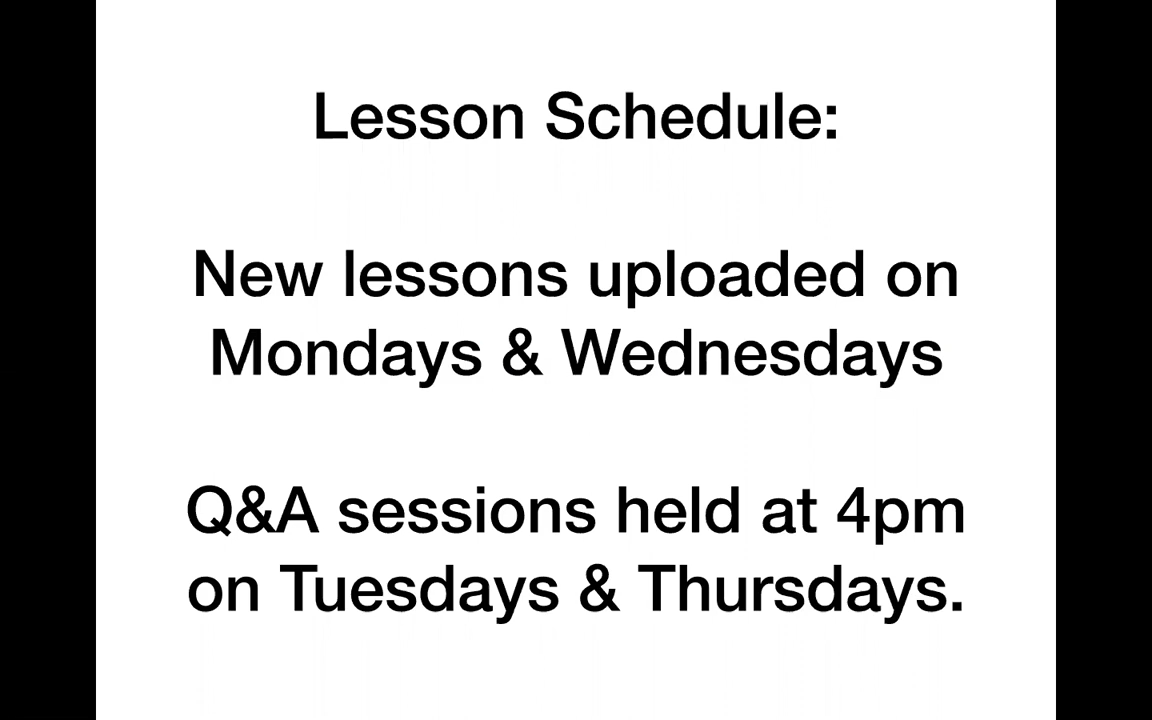 Lesson Schedule:
New lessons uploaded on
Mondays & Wednesdays
Q&A sessions held at 4pm
on Tuesdays & Thursdays.